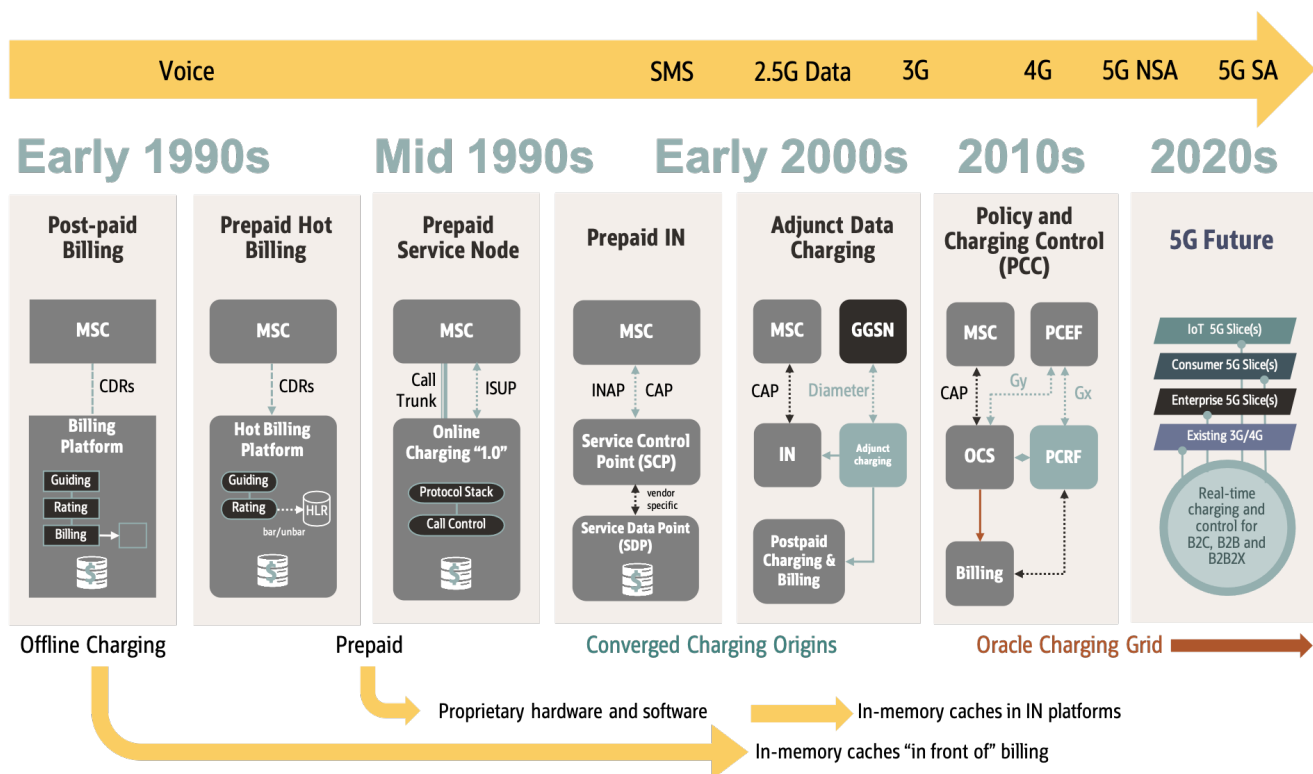 Voice
SMS
2.5G Data
3G
4G
5G NSA
5G SA
Early 1990s
Mid 1990s
Early 2000s
2010s
2020s
Post-paid
Billing
MSC
CDRs
Billing
Platform
Guiding
Rating
Billing
$
Prepaid Hot
Billing
MSC
CDRs
Hot Billing
Platform
Guiding
Rating
HLR
bar/unbar
$
Prepaid
Service Node
MSC
Call
Trunk
ISUP
Online
Charging “1.0”
Protocol Stack
Call Control
$
Prepaid IN
MSC
INAP
CAP
Service Control
Point (SCP)
vendor
specific
Service Data Point
(SDP)
$
Adjunct Data
Charging
MSC
GGSN
CAP
Diameter
IN
Adjunct
charging
Postpaid
Charging &
Billing
Policy and
Charging Control
(PCC)
MSC
PCEF
CAP
Gy
Gx
OCS
PCRF
Billing
5G Future
IoT 5G Slice(s)
Consumer 5G Slice(s)
Enterprise 5G Slice(s)
Existing 3G/4G
Real-time
charging and
control for
B2C, B2B and
B2B2X
Offline Charging
Prepaid
Converged Charging Origins
Oracle Charging Grid
Proprietary hardware and software
In-memory caches in IN platforms
In-memory caches “in front of” billing